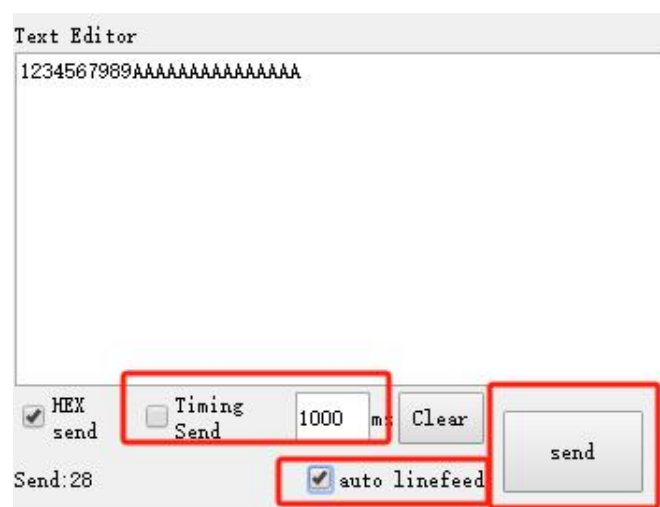 Text Editor
1234567989AAAAAAAAAAAAAAA
HEX send
Timing Send
1000 ms
Clear
send
Send:28
auto linefeed